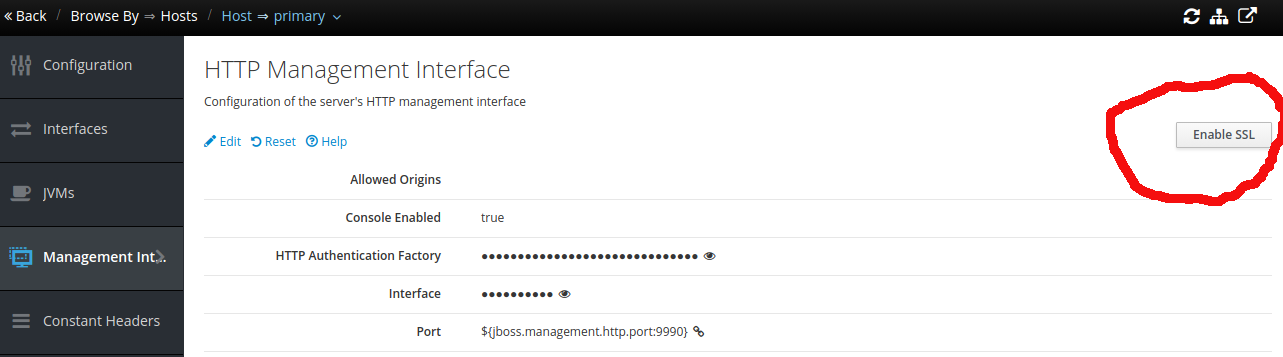 « Back / Browse By ⇒ Hosts / Host ⇒ primary
Configuration
Interfaces
JVMs
Management Int...
Constant Headers
HTTP Management Interface
Configuration of the server's HTTP management interface
Edit Reset Help
Enable SSL
Allowed Origins
Console Enabled true
HTTP Authentication Factory ••••••••••••••••••••••••••••••
Interface ••••••••••
Port ${jboss.management.http.port:9990}